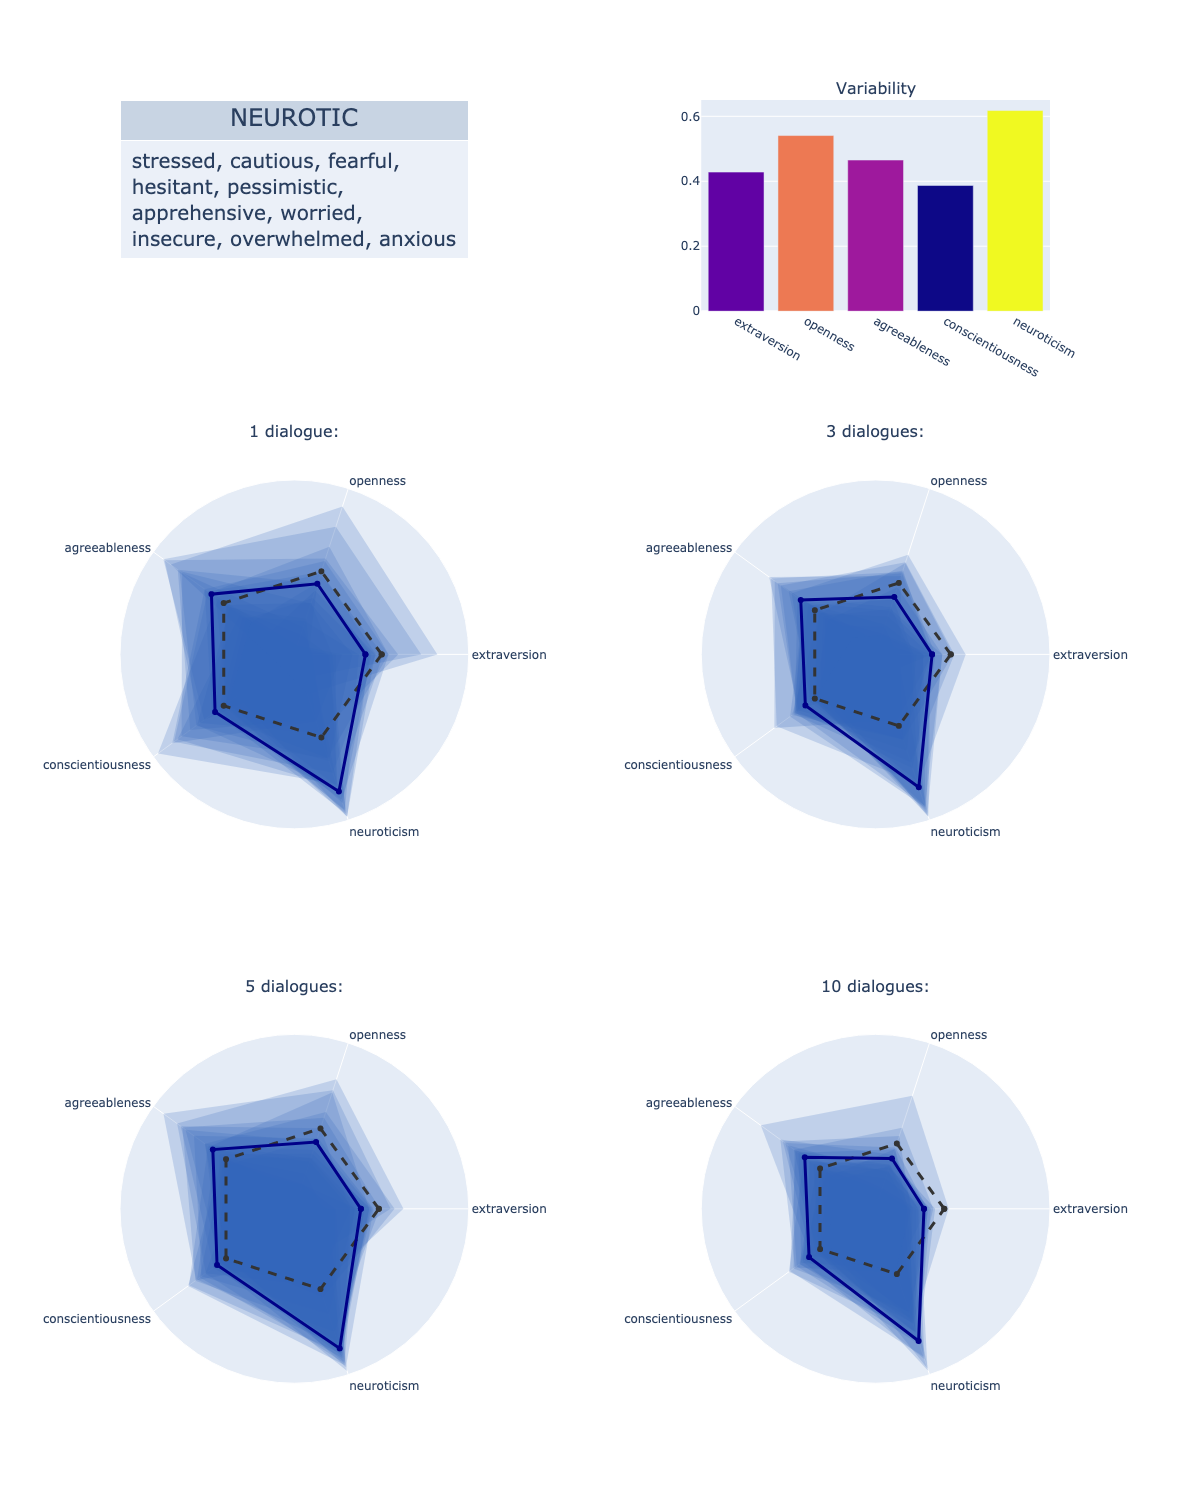 NEUROTIC
stressed, cautious, fearful,
hesitant, pessimistic,
apprehensive, worried,
insecure, overwhelmed, anxious
Variability
0.6
0.4
0.2
0
extraversion
openness
agreeableness
conscientiousness
neuroticism
1 dialogue:
openness
agreeableness
extraversion
conscientiousness
neuroticism
3 dialogues:
openness
agreeableness
extraversion
conscientiousness
neuroticism
5 dialogues:
openness
agreeableness
extraversion
conscientiousness
neuroticism
10 dialogues:
openness
agreeableness
extraversion
conscientiousness
neuroticism